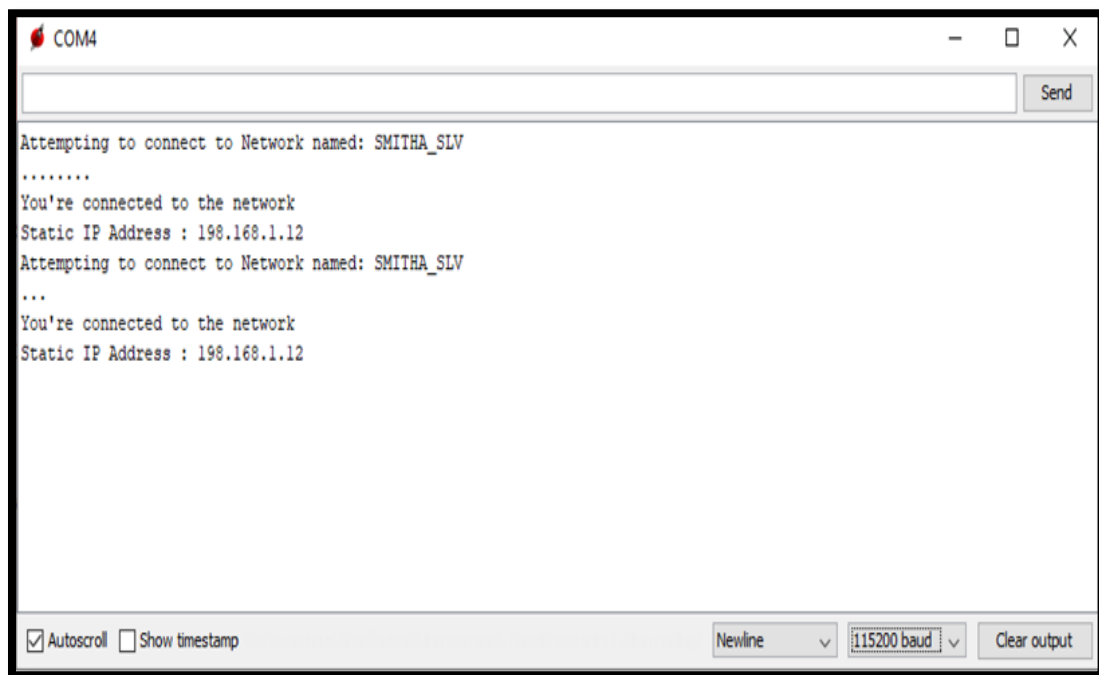 COM4
Send
Attempting to connect to Network named: SMITHA_SLV
........
You're connected to the network
Static IP Address : 198.168.1.12
Attempting to connect to Network named: SMITHA_SLV
...
You're connected to the network
Static IP Address : 198.168.1.12
Autoscroll Show timestamp Newline 115200 baud Clear output